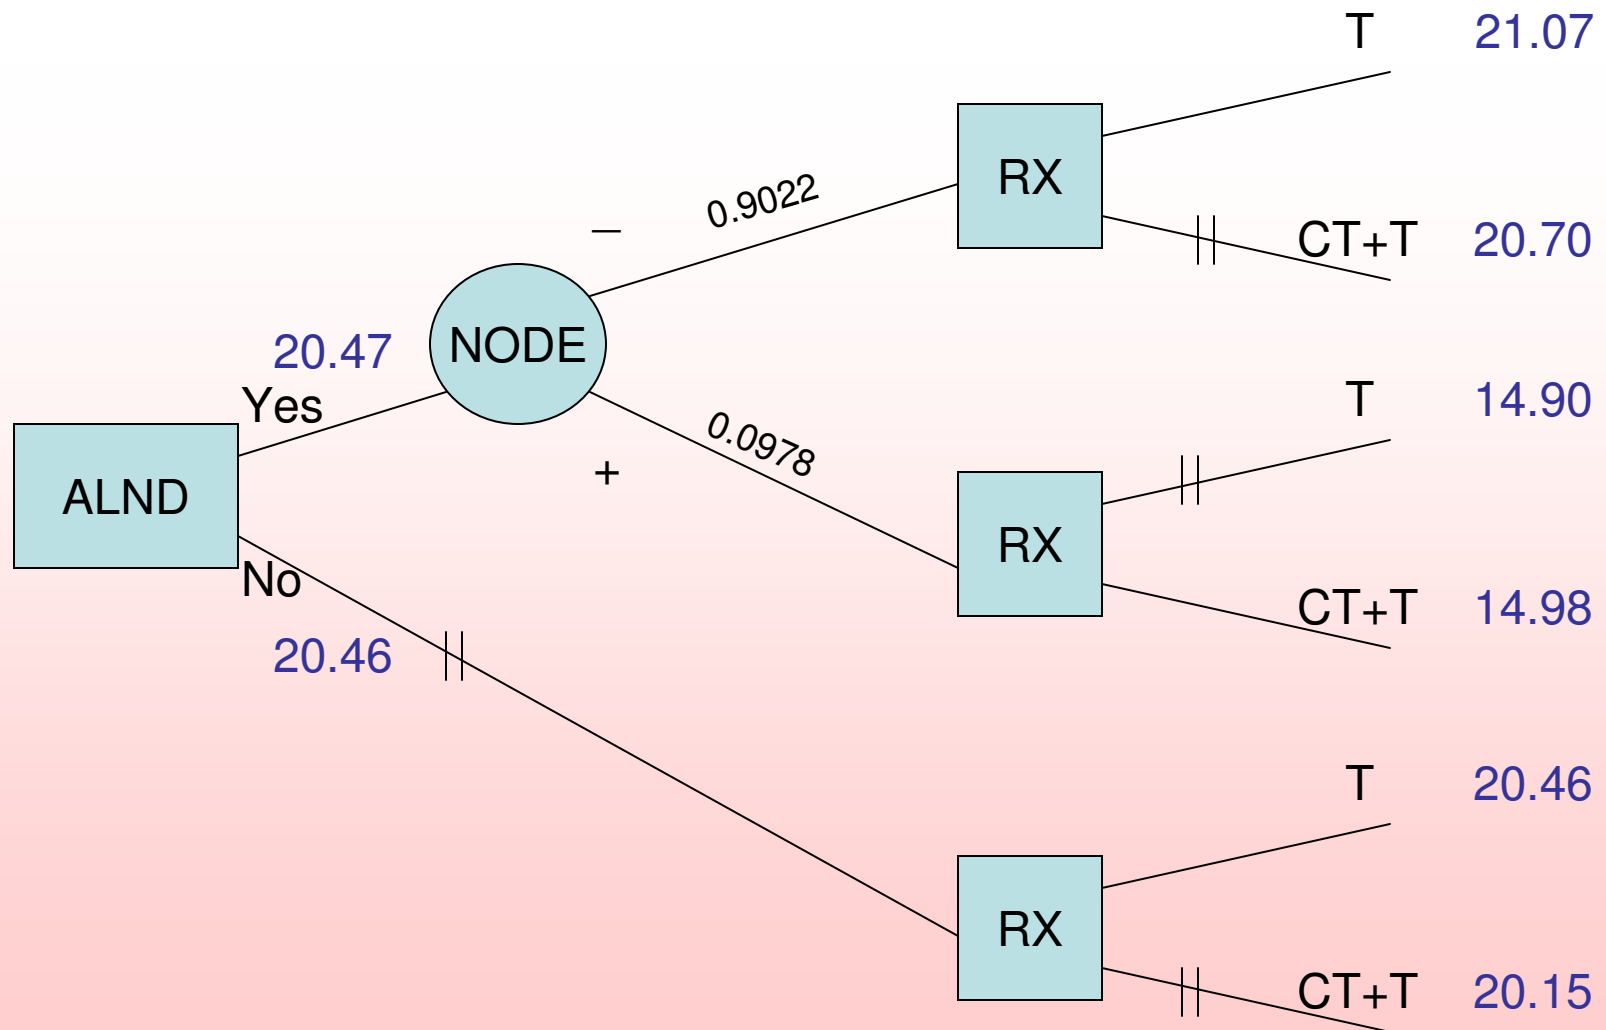 T 21.07
RX
0.9022
–
CT+T 20.70
NODE
20.47
Yes
T 14.90
0.0978
+
ALND
RX
No
CT+T 14.98
20.46
T 20.46
RX
CT+T 20.15